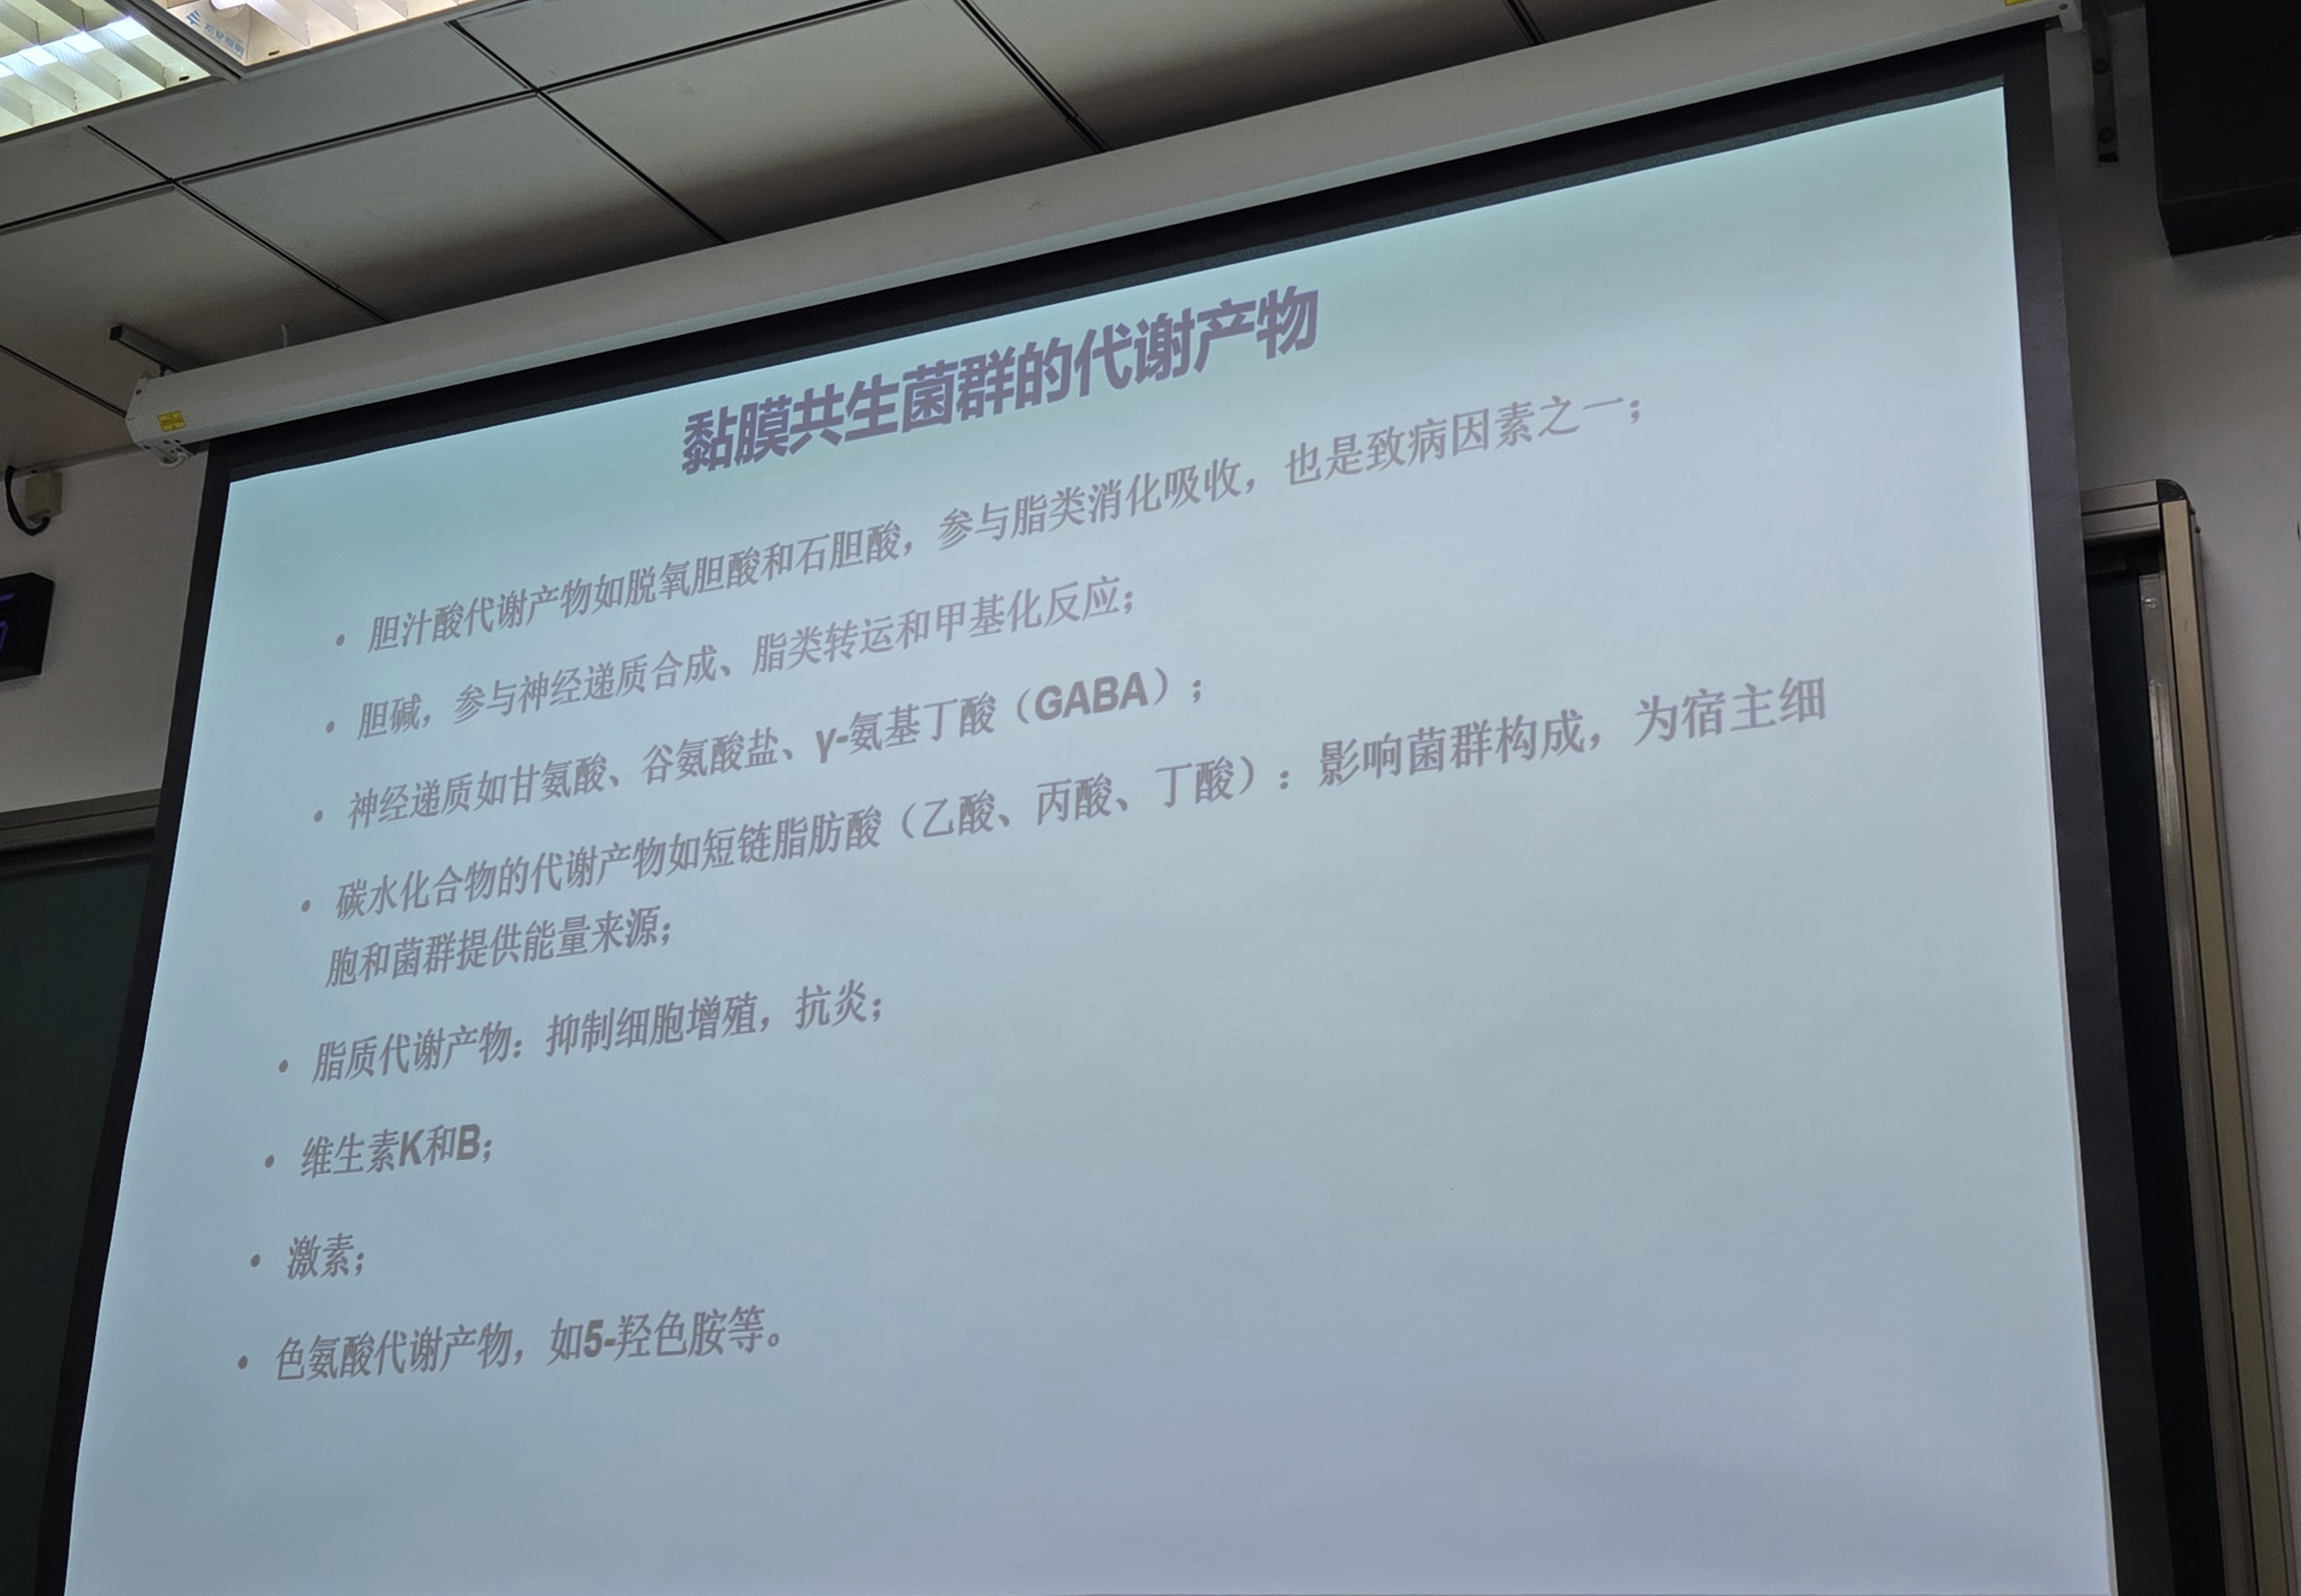 黏膜共生菌群的代谢产物
• 胆汁酸代谢产物如脱氧胆酸和石胆酸，参与脂类消化吸收，也是致病因素之一；
• 胆碱，参与神经递质合成、脂类转运和甲基化反应；
• 神经递质如甘氨酸、谷氨酸盐、γ-氨基丁酸（GABA）；
• 碳水化合物的代谢产物如短链脂肪酸（乙酸、丙酸、丁酸）：影响菌群构成，为宿主细
胞和菌群提供能量来源；
• 脂质代谢产物：抑制细胞增殖，抗炎；
• 维生素K和B；
• 激素；
• 色氨酸代谢产物，如5-羟色胺等。